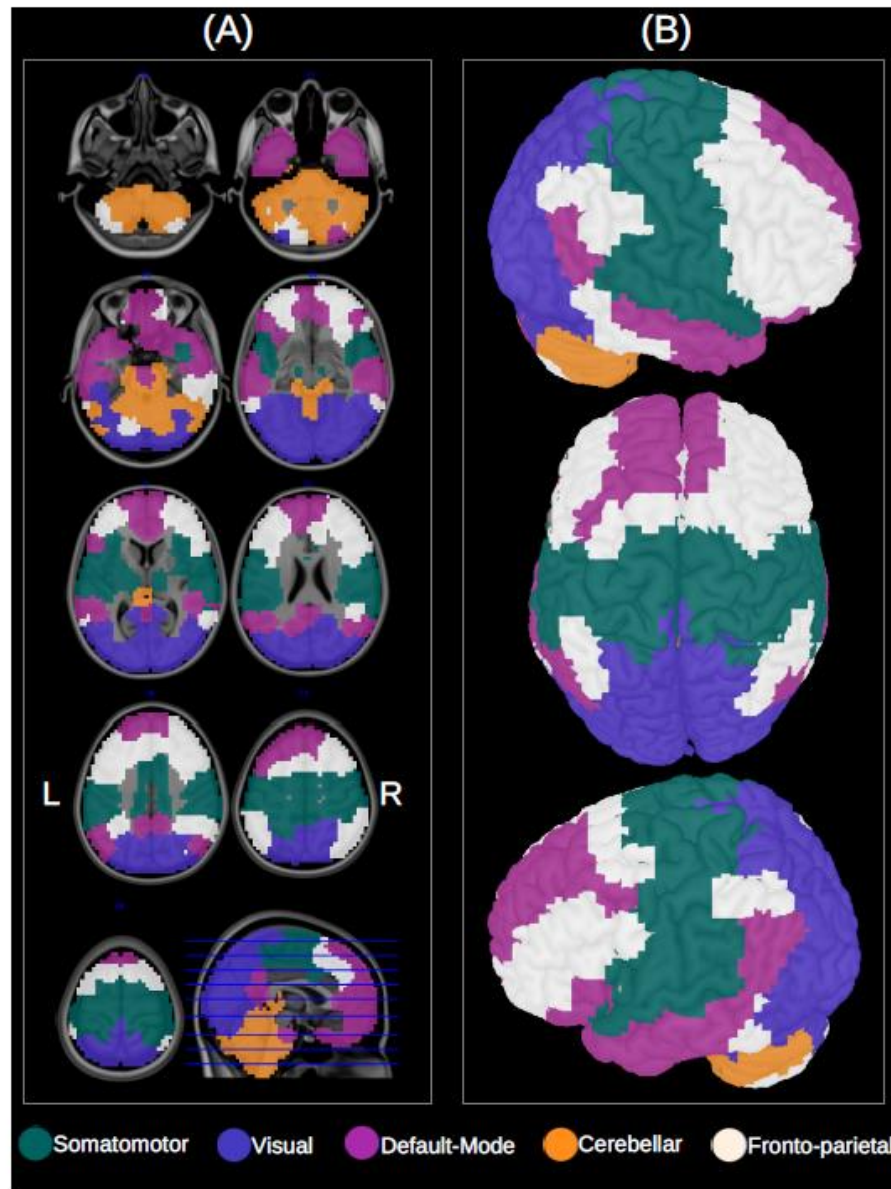 (A)
(B)
L
R
Somatomotor
Visual
Default-Mode
Cerebellar
Fronto-parietal